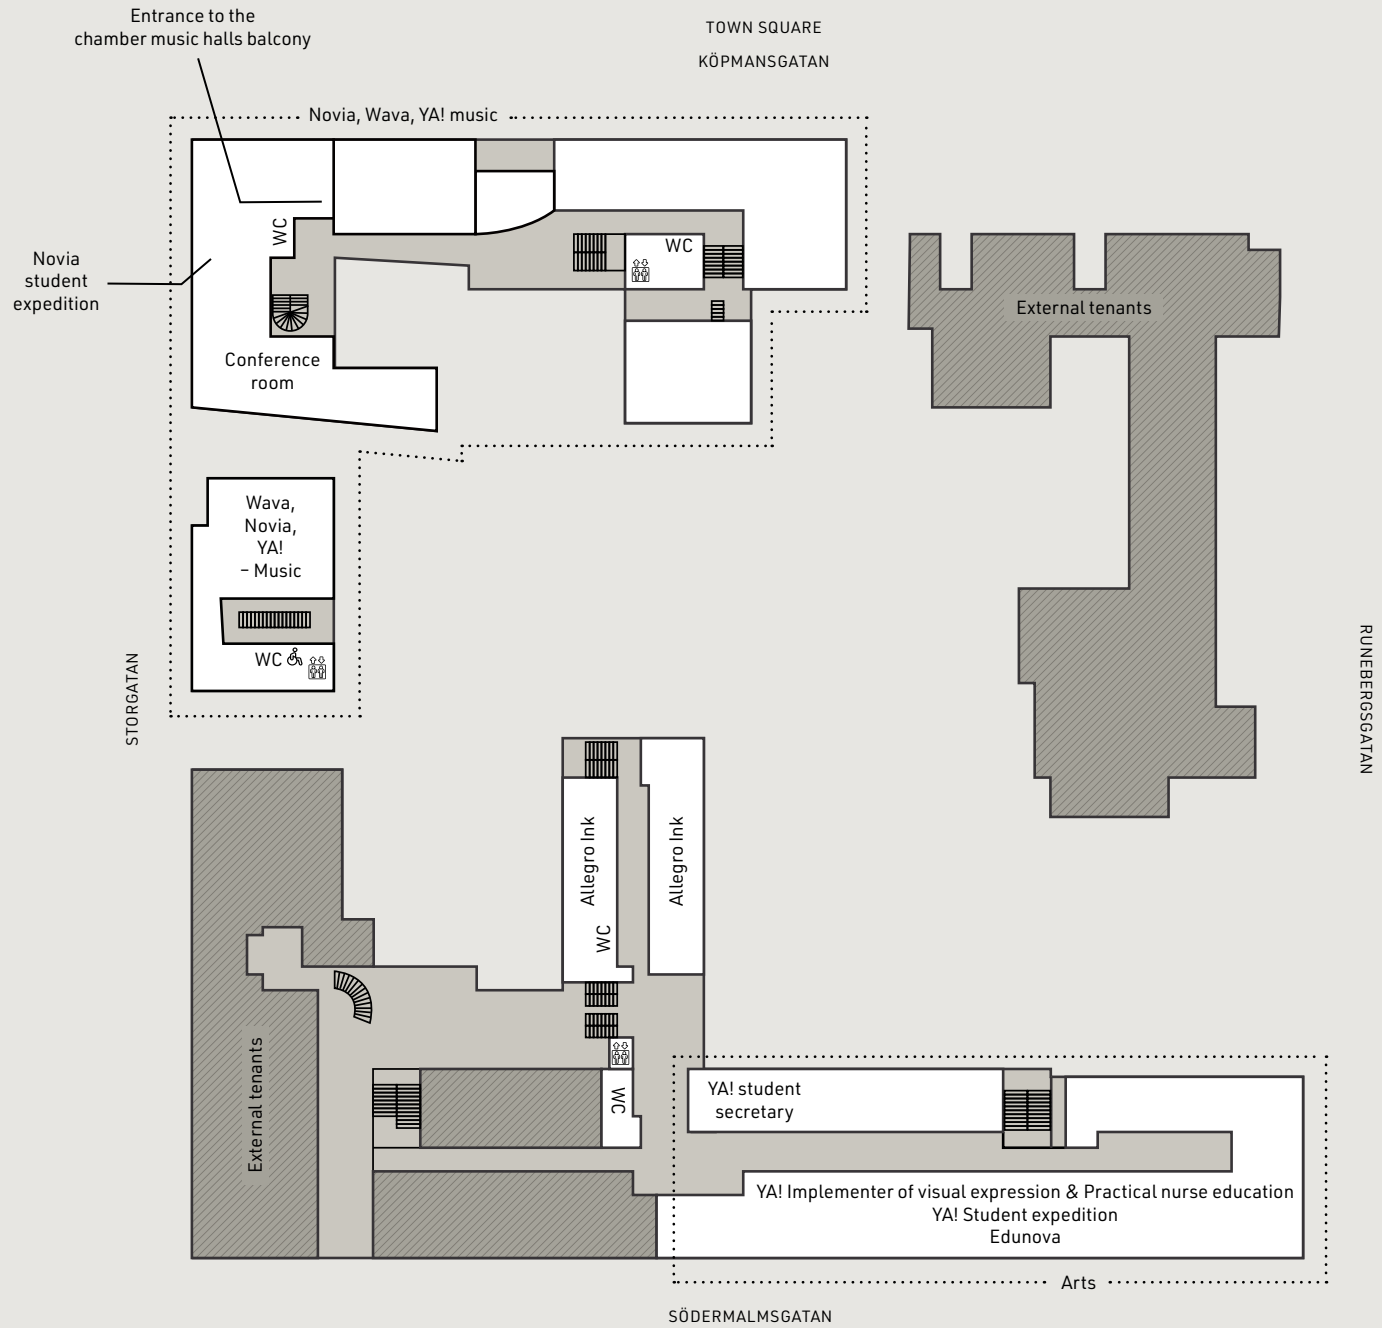 Entrance to the
chamber music halls balcony
TOWN SQUARE
KÖPMANSGATAN
Novia, Wava, YA! music
WC
WC
Novia
student
expedition
External tenants
Conference
room
Wava,
Novia,
YA!
– Music
WC
STORGATAN
RUNEBERGSGATAN
Allegro Ink
Allegro Ink
WC
External tenants
WC
YA! student
secretary
YA! Implementer of visual expression & Practical nurse education
YA! Student expedition
Edunova
Arts
SÖDERMALMSGATAN